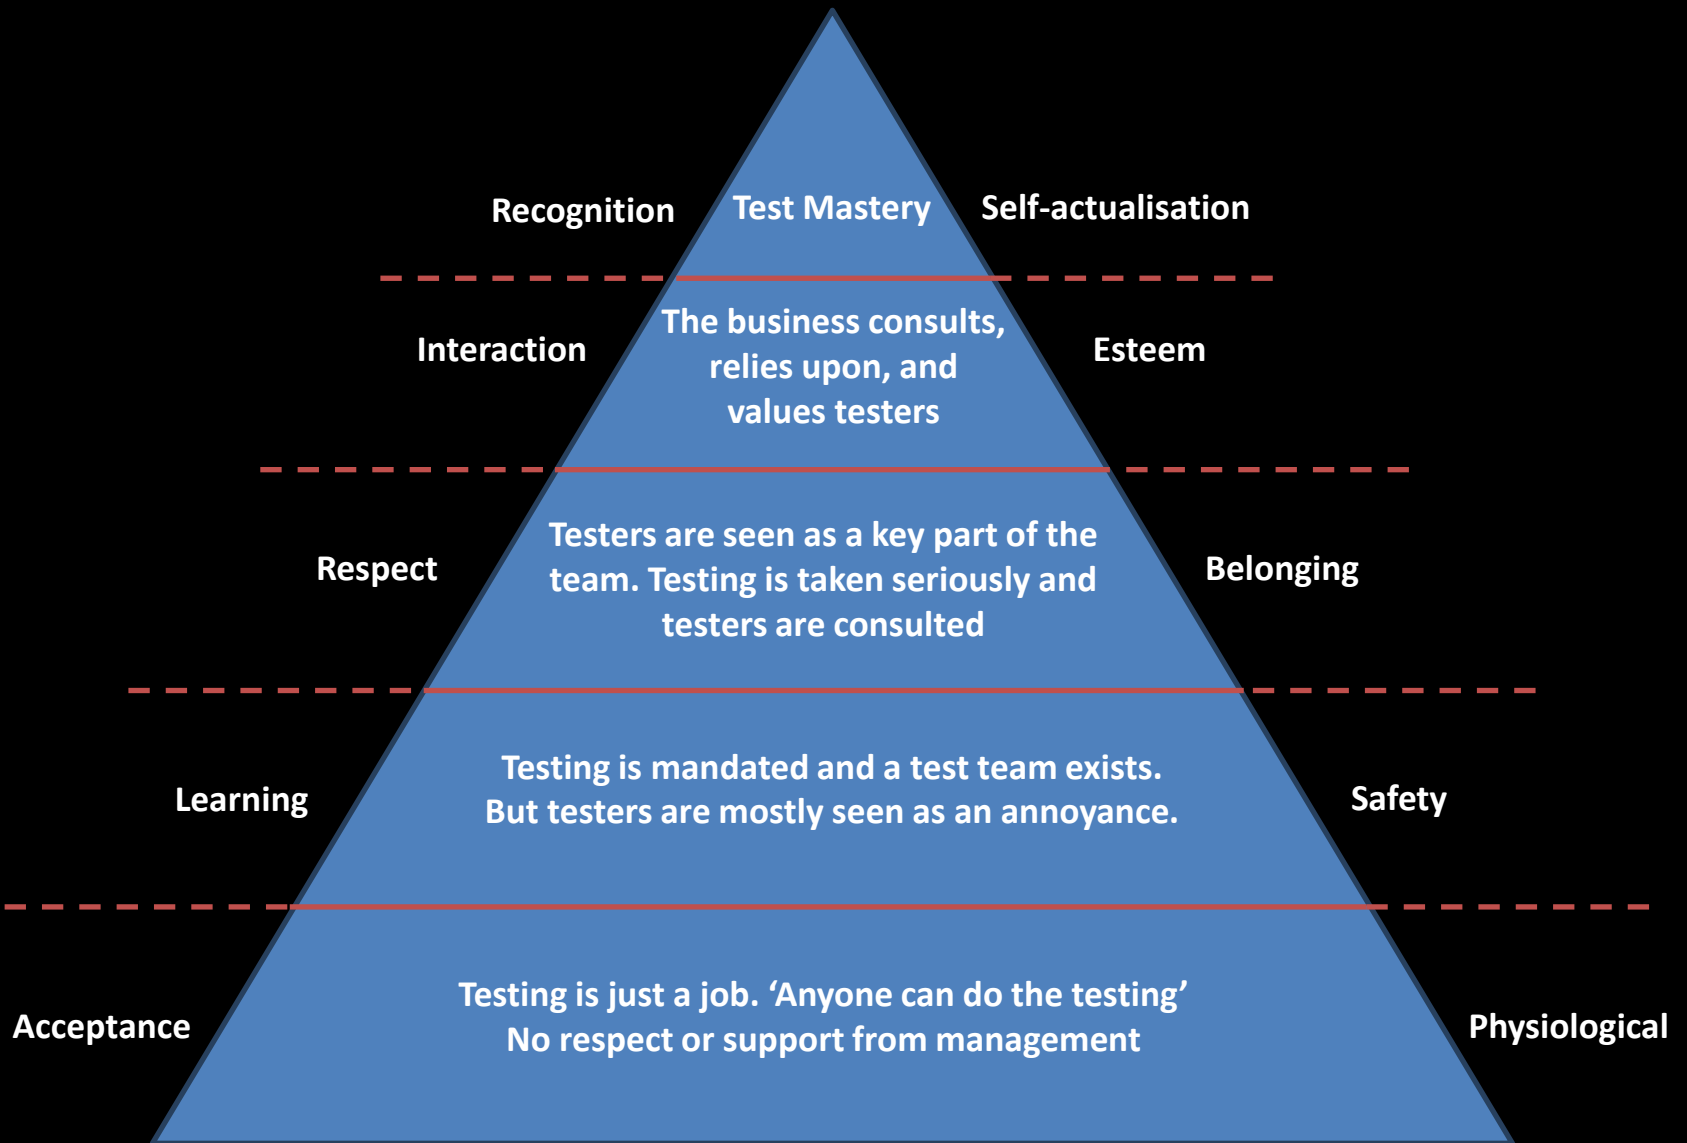 Recognition
Test Mastery
Self-actualisation
Interaction
The business consults,
relies upon, and
values testers
Esteem
Respect
Testers are seen as a key part of the
team. Testing is taken seriously and
testers are consulted
Belonging
Learning
Testing is mandated and a test team exists.
But testers are mostly seen as an annoyance.
Safety
Acceptance
Testing is just a job. ‘Anyone can do the testing’
No respect or support from management
Physiological